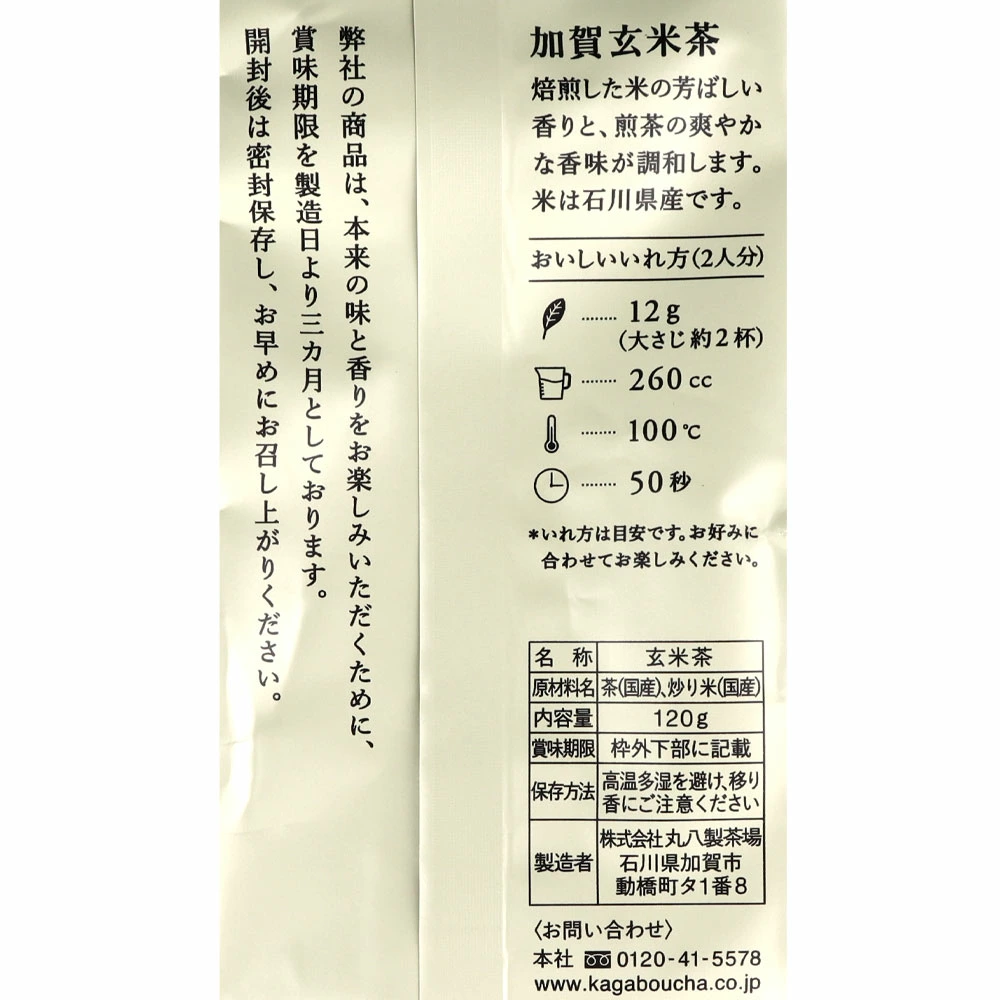 弊社の商品は、本来の味と香りをお楽しみいただくために、
賞味期限を製造日より三カ月としております。
開封後は密封保存し、お早めにお召し上がりください。
加賀玄米茶
焙煎した米の芳ばしい
香りと、煎茶の爽やか
な香味が調和します。
米は石川県産です。
おいしいいれ方(2人分)
........ 12g
(大さじ約2杯)
........ 260cc
........ 100℃
........ 50秒
*いれ方は目安です。お好みに
合わせてお楽しみください。
名 称 玄米茶
原材料名 茶(国産)、炒り米(国産)
内容量 120g
賞味期限 枠外下部に記載
保存方法 高温多湿を避け、移り
香にご注意ください
製造者 株式会社丸八製茶場
石川県加賀市
動橋町タ1番8
〈お問い合わせ〉
本社 0120-41-5578
www.kagaboucha.co.jp